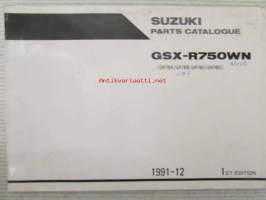 SUZUKI
PARTS CATALOGUE
GSX-R750WN
Antikvariaatti.net
1991-12 1ST EDITION